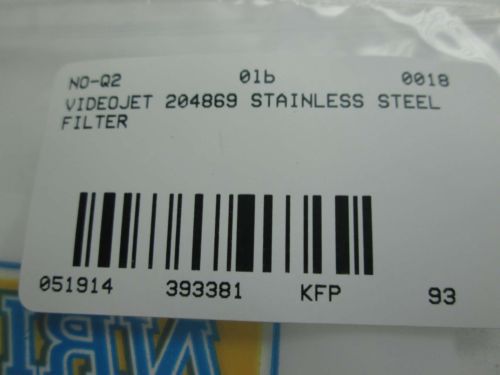 NO-Q2 01b 0018
VIDEOJET 204869 STAINLESS STEEL
FILTER
051914 393381 KFP 93